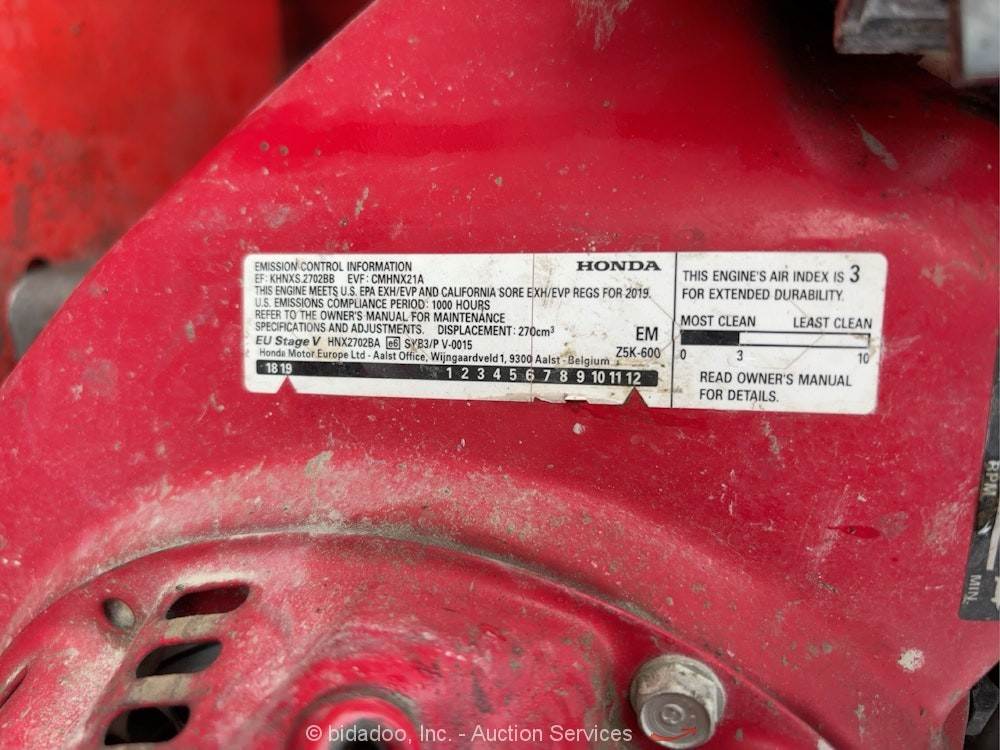 EMISSION CONTROL INFORMATION
HONDA
EF: KHNXS.2702BB EVF: CMHNX21A
THIS ENGINE MEETS U.S. EPA EXH/EVP AND CALIFORNIA SORE EXH/EVP REGS FOR 2019.
U.S. EMISSIONS COMPLIANCE PERIOD: 1000 HOURS
REFER TO THE OWNER'S MANUAL FOR MAINTENANCE
SPECIFICATIONS AND ADJUSTMENTS. DISPLACEMENT: 270cm³
EM
EU Stage V HNX2702BA e6 SYB3/P V-0015
Z5K-600
Honda Motor Europe Ltd - Aalst Office, Wijngaardveld 1, 9300 Aalst - Belgium
18 19 1 2 3 4 5 6 7 8 9 10 11 12
THIS ENGINE'S AIR INDEX IS 3
FOR EXTENDED DURABILITY.
MOST CLEAN LEAST CLEAN
0 3 10
READ OWNER'S MANUAL
FOR DETAILS.
RPM
MIN.
© bidadoo, Inc. - Auction Services